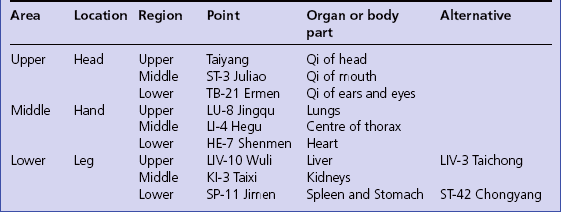 Area Location Region Point Organ or body part Alternative
Upper Head Upper Taiyang Qi of head
Middle ST-3 Juliao Qi of mouth
Lower TB-21 Ermen Qi of ears and eyes
Middle Hand Upper LU-8 Jingqu Lungs
Middle LI-4 Hegu Centre of thorax
Lower HE-7 Shenmen Heart
Lower Leg Upper LIV-10 Wuli Liver LIV-3 Taichong
Middle KI-3 Taixi Kidneys
Lower SP-11 Jimen Spleen and Stomach ST-42 Chongyang